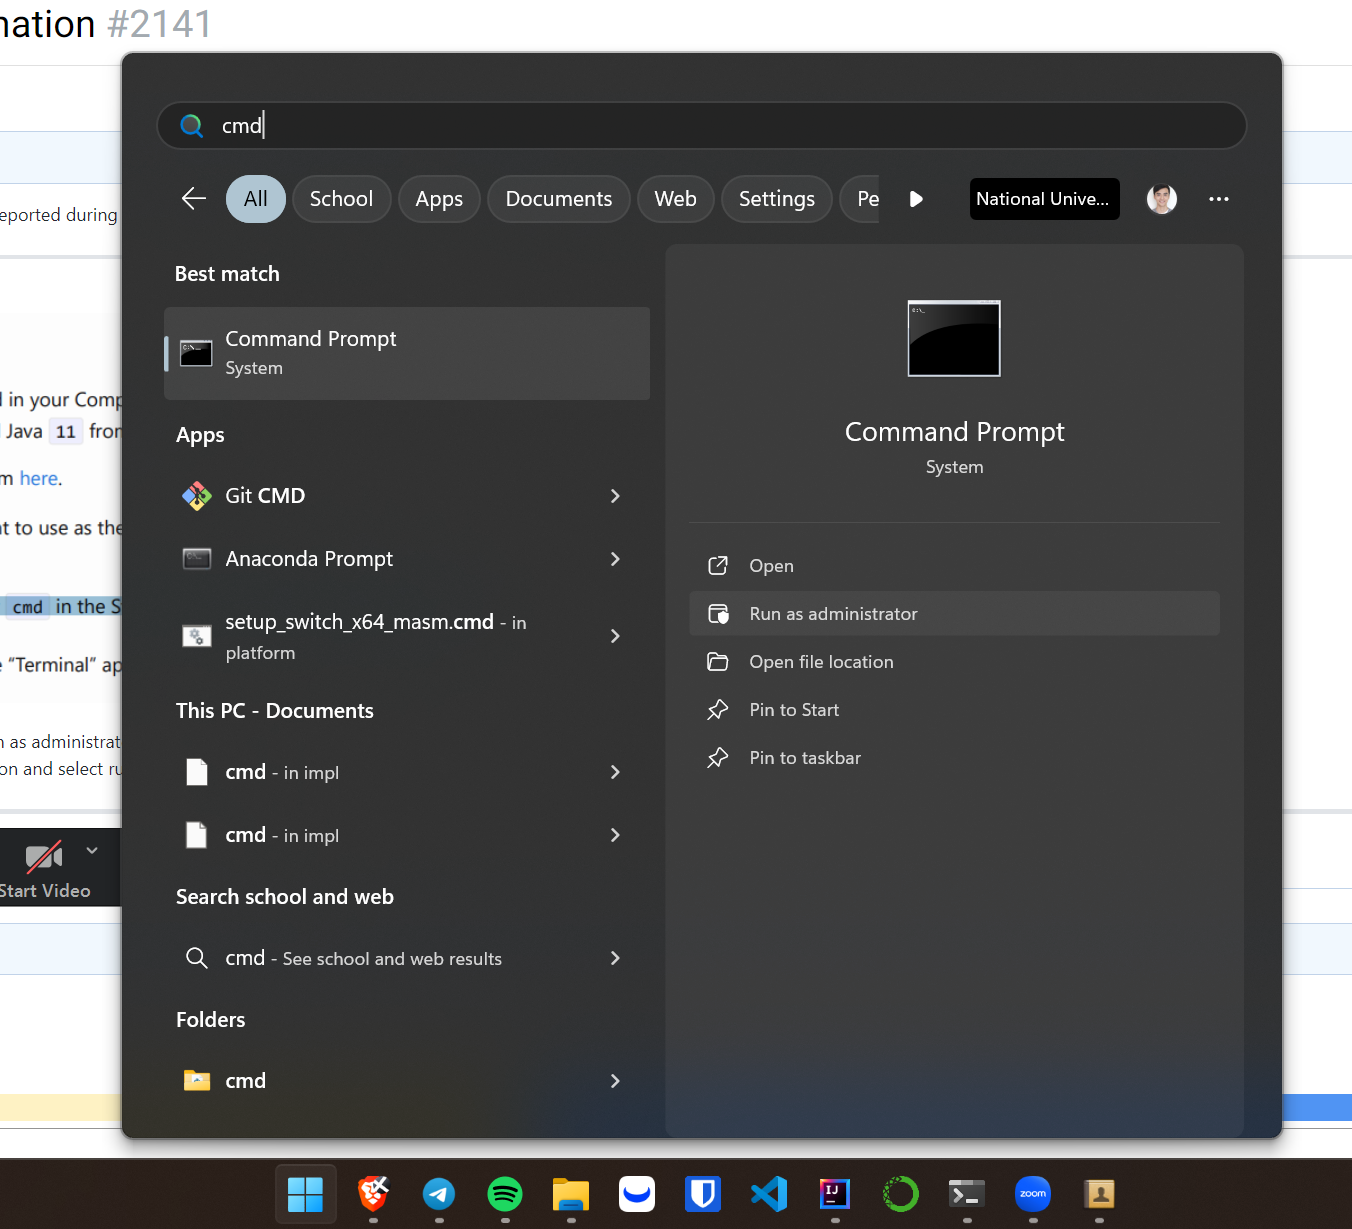 nation #2141
cmd
All School Apps Documents Web Settings Pe National Unive... ...
eported during
Best match
Command Prompt
System
Apps
Git CMD
Anaconda Prompt
setup_switch_x64_masm.cmd - in
platform
This PC - Documents
cmd - in impl
cmd - in impl
Search school and web
cmd - See school and web results
Folders
cmd
Command Prompt
System
Open
Run as administrator
Open file location
Pin to Start
Pin to taskbar
in your Comp
Java 11 fron
m here.
t to use as the
cmd in the S
"Terminal" ap
n as administrat
on and select ru
Start Video
IJ
zoom